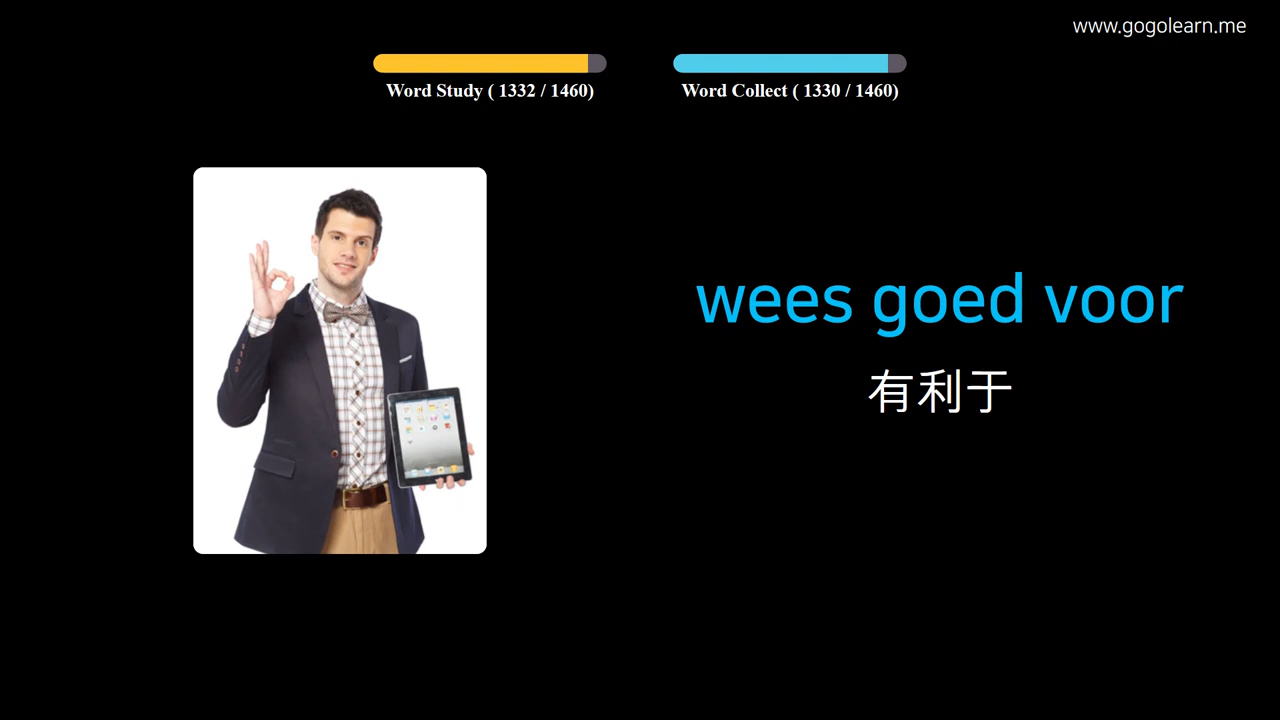 www.gogolearn.me
Word Study ( 1332 / 1460)
Word Collect ( 1330 / 1460)
wees goed voor
有利于